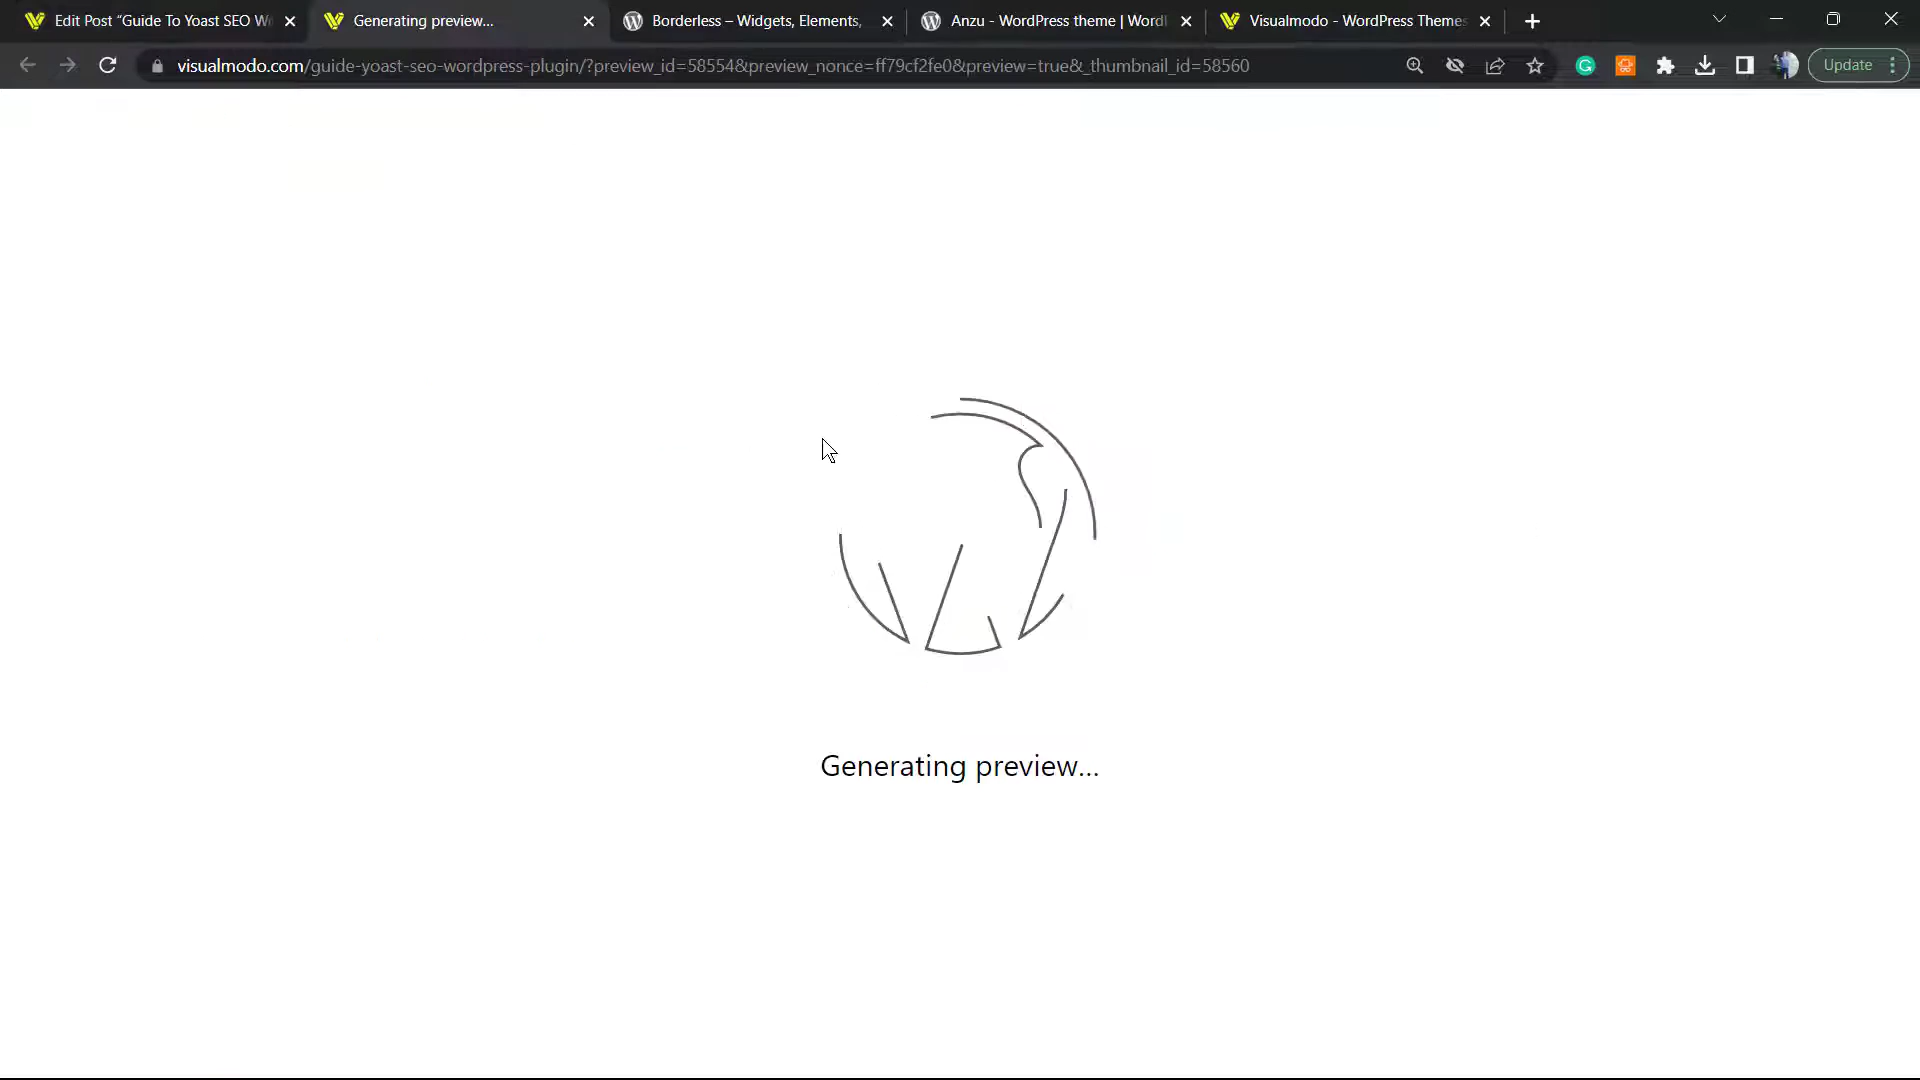 Edit Post “Guide To Yoast SEO W
Generating preview...
Borderless – Widgets, Elements,
Anzu - WordPress theme | Word
Visualmodo - WordPress Themes
visualmodo.com/guide-yoast-seo-wordpress-plugin/?preview_id=58554&preview_nonce=ff79cf2fe0&preview=true&_thumbnail_id=58560
Update
Generating preview...